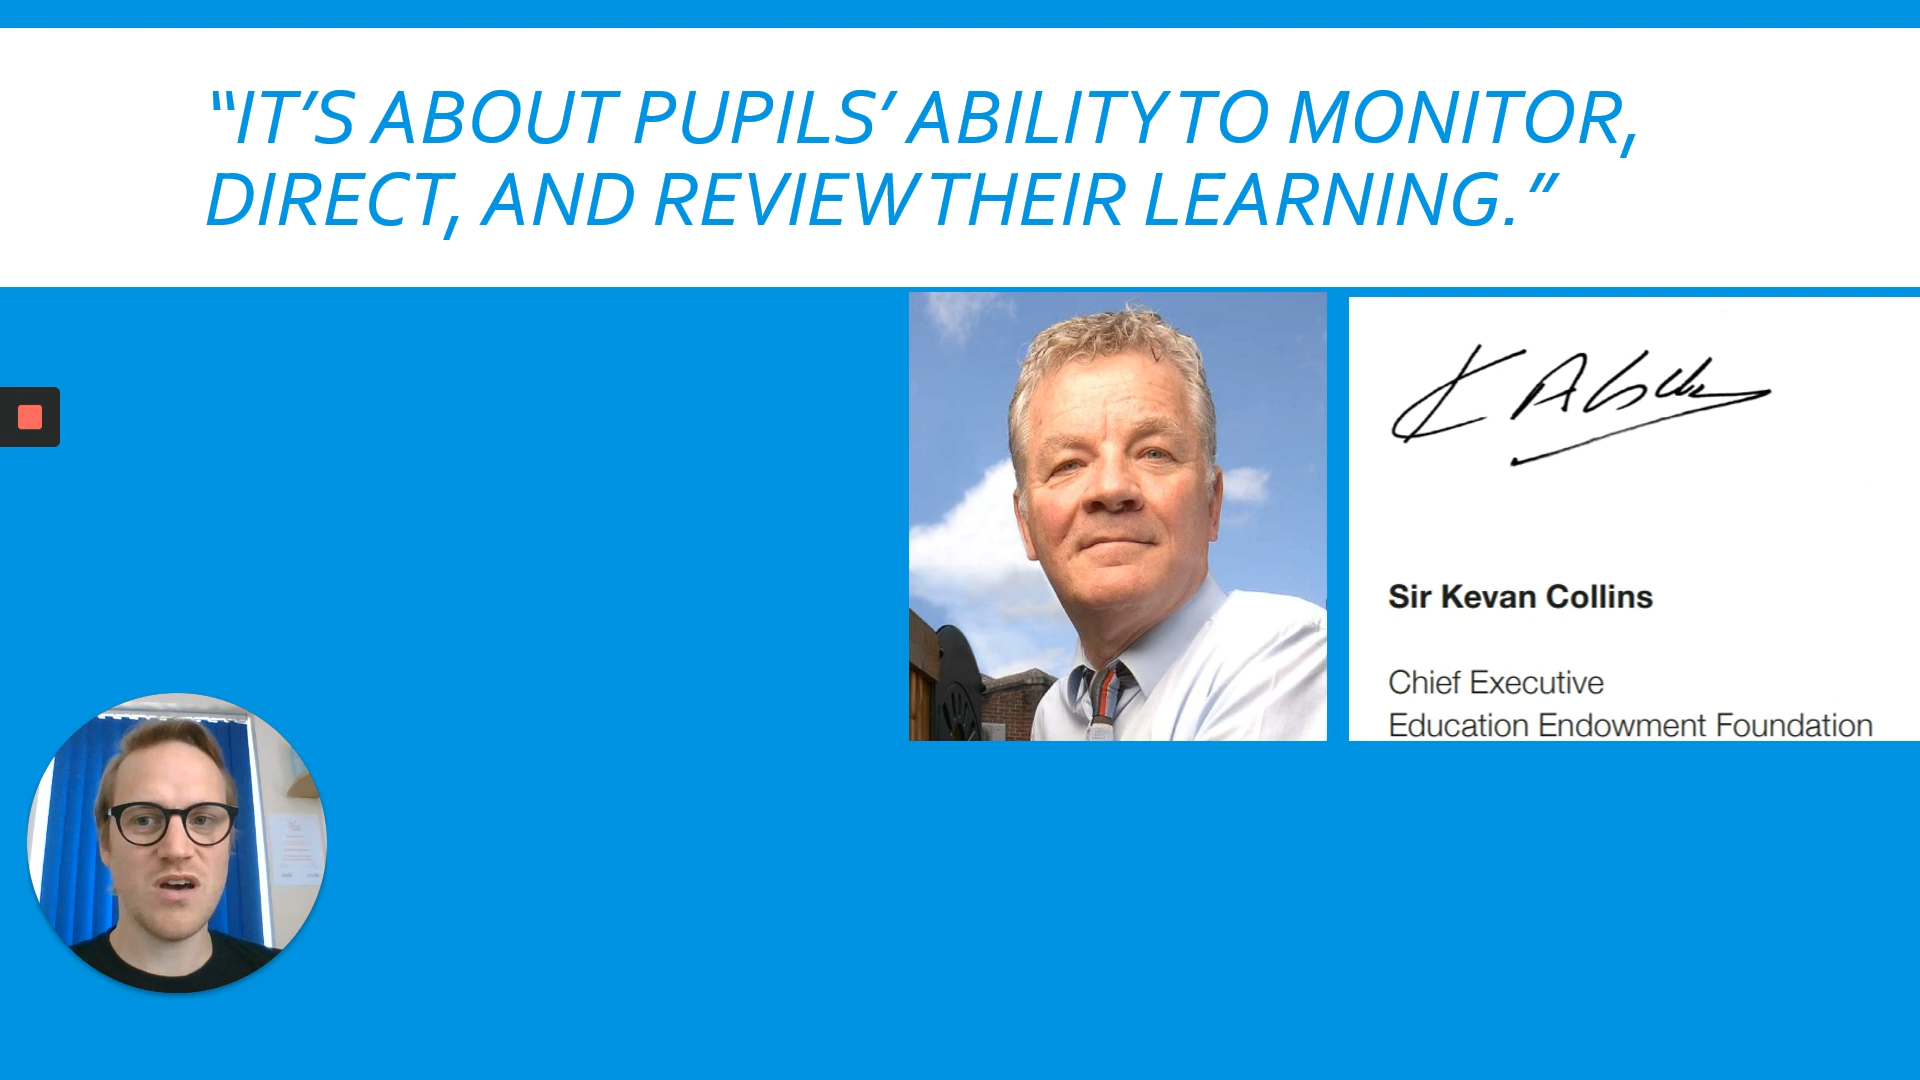 “IT’S ABOUT PUPILS’ ABILITY TO MONITOR,
DIRECT, AND REVIEW THEIR LEARNING.”
Sir Kevan Collins
Chief Executive
Education Endowment Foundation